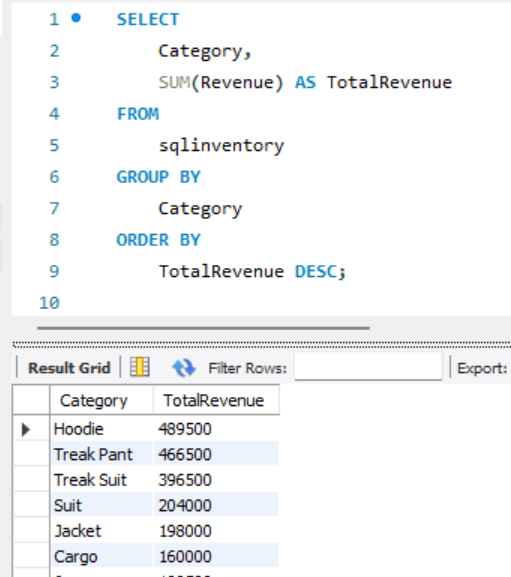 1 SELECT
2 Category,
3 SUM(Revenue) AS TotalRevenue
4 FROM
5 sqlinventory
6 GROUP BY
7 Category
8 ORDER BY
9 TotalRevenue DESC;
10
Result Grid Filter Rows: Export:
Category TotalRevenue
Hoodie 489500
Treak Pant 466500
Treak Suit 396500
Suit 204000
Jacket 198000
Cargo 160000